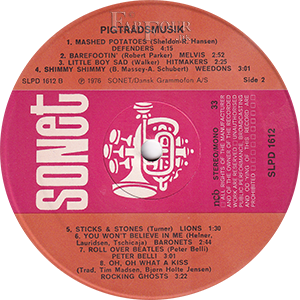 PIGTRÅDSMUSIK
1. MASHED POTATOES (Sheldon R. Hansen)
DEFENDERS 4:15
2. BAREFOOTIN' (Robert Parker) MELVIS 2:52
3. LITTLE BOY SAD (Walker) HITMAKERS 2:22
4. SHIMMY SHIMMY (B. Massey-A. Schubert) WEEDONS 3:01
SLPD 1612 B
Ⓟ 1976 SONET/Dansk Grammofon A/S
Side 2
sonet
33
STEREO/MONO
ncb
SLPD 1612
5. STICKS & STONES (Turner) LIONS 1:30
6. YOU WON'T BELIEVE IN ME (Hefner,
Lauridsen, Tschicaja) BARONETS 2:44
7. ROLL OVER BEATLES (Peter Belli)
PETER BELLI 3:01
8. OH, OH WHAT A KISS
(Trad, Tim Madsen, Bjørn Holle Jensen)
ROCKING GHOSTS 3:22